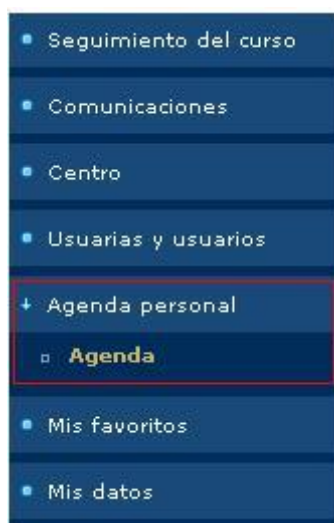 Seguimiento del curso
Comunicaciones
Centro
Usuarias y usuarios
Agenda personal
Agenda
Mis favoritos
Mis datos